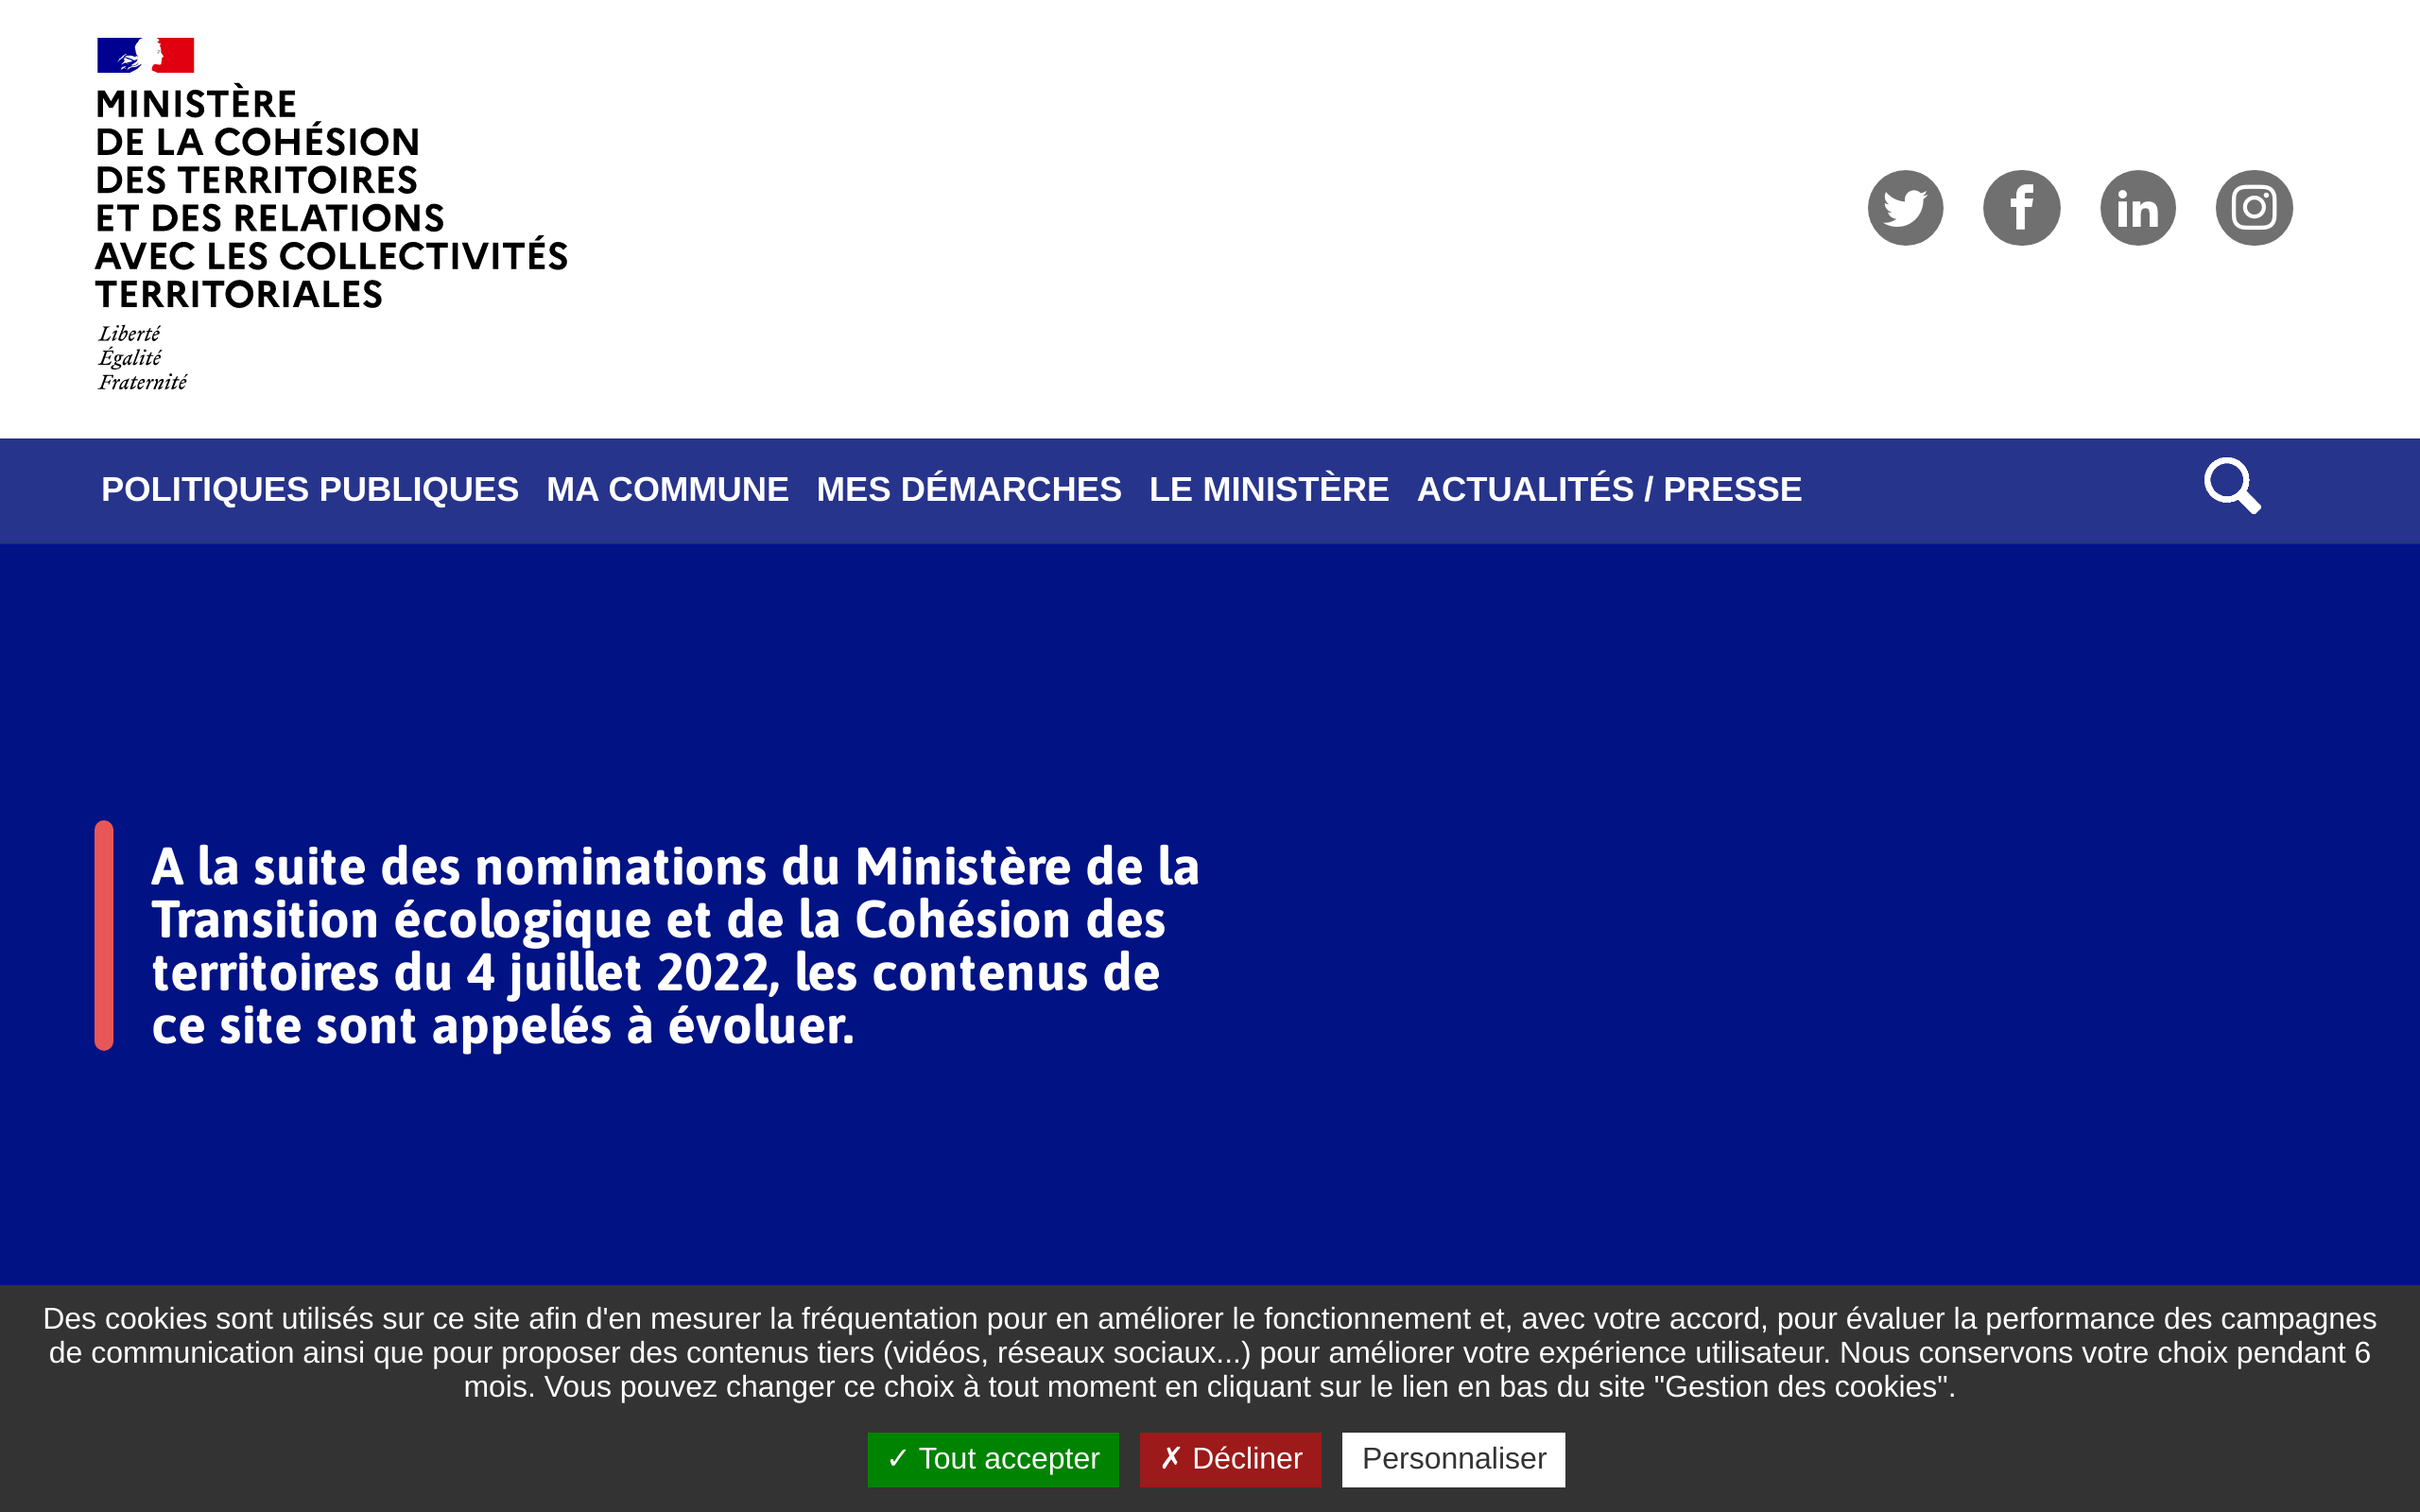 MINISTÈRE
DE LA COHÉSION
DES TERRITOIRES
ET DES RELATIONS
AVEC LES COLLECTIVITÉS
TERRITORIALES
Liberté
Égalité
Fraternité
POLITIQUES PUBLIQUES MA COMMUNE MES DÉMARCHES LE MINISTÈRE ACTUALITÉS / PRESSE
A la suite des nominations du Ministère de la
Transition écologique et de la Cohésion des
territoires du 4 juillet 2022, les contenus de
ce site sont appelés à évoluer.
Des cookies sont utilisés sur ce site afin d'en mesurer la fréquentation pour en améliorer le fonctionnement et, avec votre accord, pour évaluer la performance des campagnes
de communication ainsi que pour proposer des contenus tiers (vidéos, réseaux sociaux...) pour améliorer votre expérience utilisateur. Nous conservons votre choix pendant 6
mois. Vous pouvez changer ce choix à tout moment en cliquant sur le lien en bas du site "Gestion des cookies".
✓ Tout accepter ✗ Décliner Personnaliser